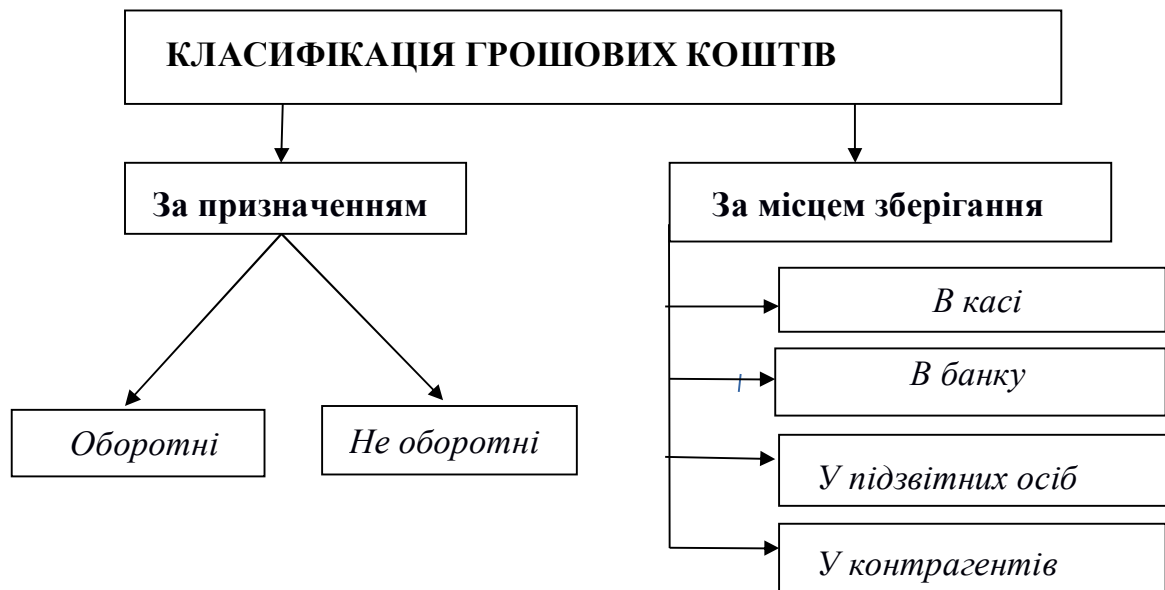 КЛАСИФІКАЦІЯ ГРОШОВИХ КОШТІВ
За призначенням
За місцем зберігання
В касі
В банку
Оборотні
Не оборотні
У підзвітних осіб
У контрагентів